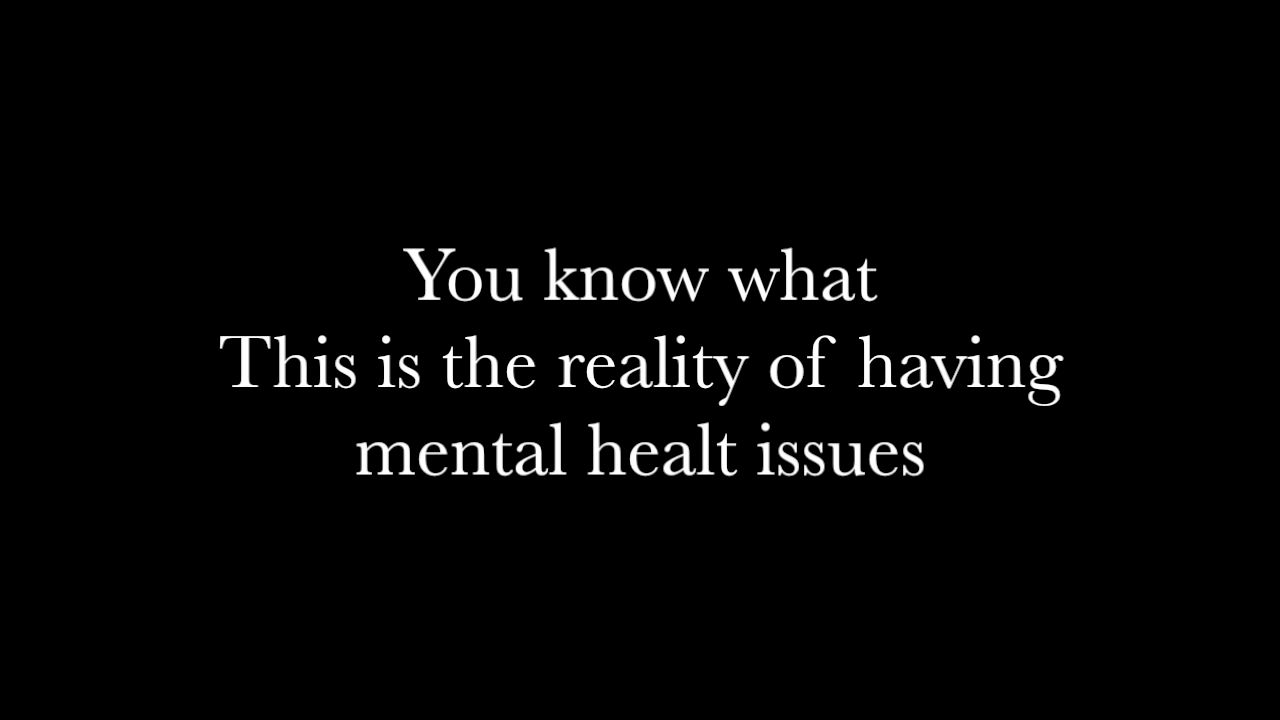 You know what
This is the reality of having
mental healt issues